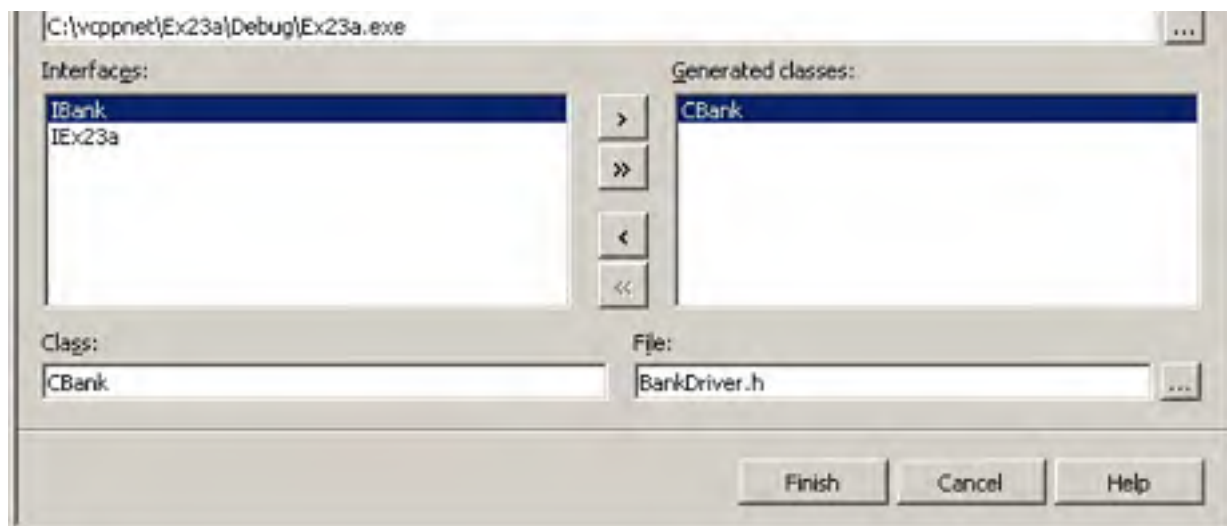 C:\vcppnet\Ex23a\Debug\Ex23a.exe ...
Interfaces: Generated classes:
IBank > CBank
IEx23a
»
<
<<
Class: File:
CBank BankDriver.h ...
Finish Cancel Help